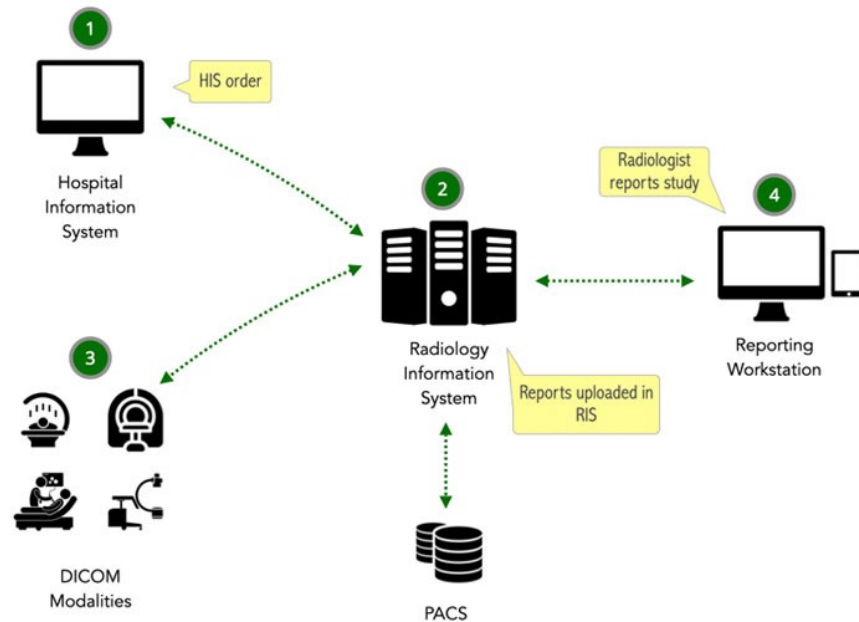 1
HIS order
Hospital
Information
System
2
Radiology
Information
System
Reports uploaded in
RIS
3
DICOM
Modalities
Radiologist
reports study
4
Reporting
Workstation
PACS